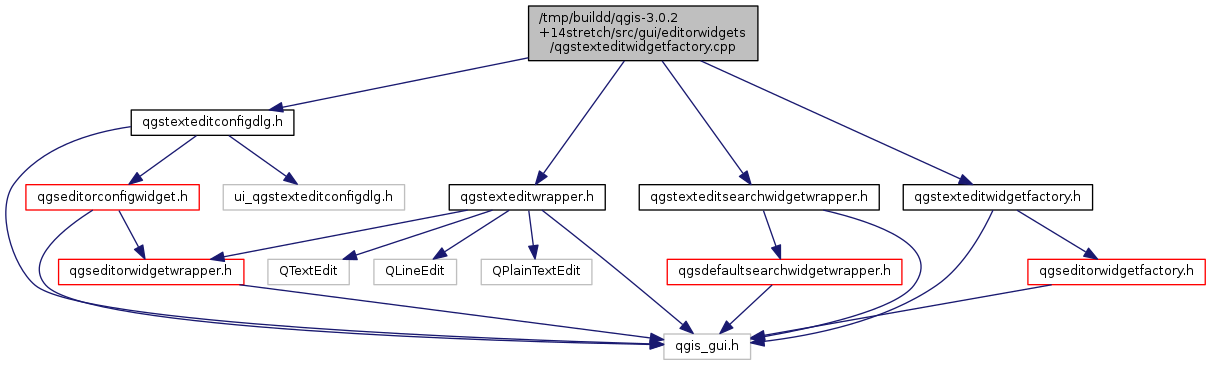 /tmp/buildd/qgis-3.0.2
+14stretch/src/gui/editorwidgets
/qgstexteditwidgetfactory.cpp
qgstexteditconfigdlg.h
qgseditorconfigwidget.h
ui_qgstexteditconfigdlg.h
qgstexteditwrapper.h
qgstexteditsearchwidgetwrapper.h
qgstexteditwidgetfactory.h
qgseditorwidgetwrapper.h
QTextEdit
QLineEdit
QPlainTextEdit
qgsdefaultsearchwidgetwrapper.h
qgseditorwidgetfactory.h
qgis_gui.h